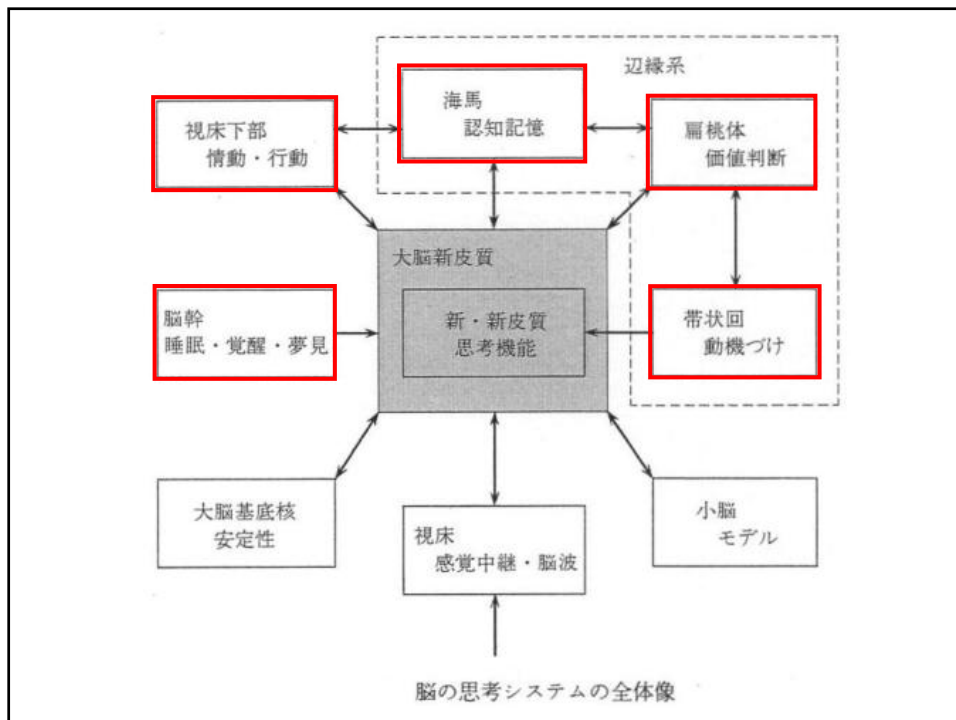 辺縁系
海馬
認知記憶
視床下部
情動・行動
扁桃体
価値判断
大脳新皮質
新・新皮質
思考機能
脳幹
睡眠・覚醒・夢見
帯状回
動機づけ
大脳基底核
安定性
視床
感覚中継・脳波
小脳
モデル
脳の思考システムの全体像